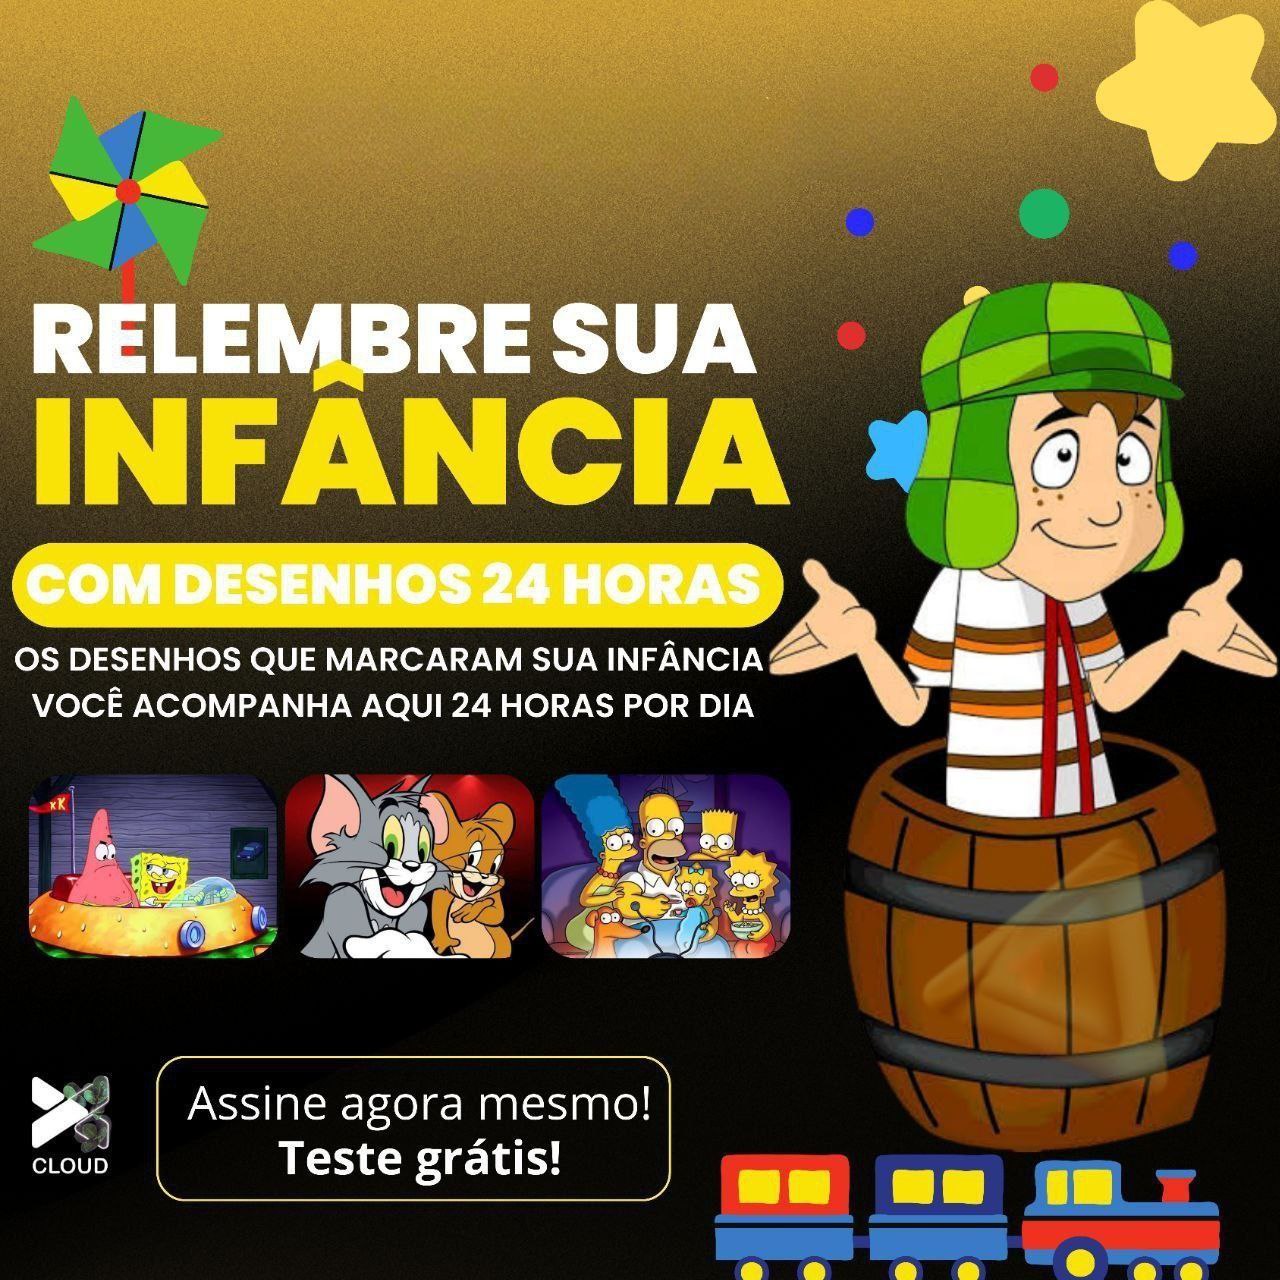 RELEMBRE SUA
INFÂNCIA
COM DESENHOS 24 HORAS
OS DESENHOS QUE MARCARAM SUA INFÂNCIA
VOCÊ ACOMPANHA AQUI 24 HORAS POR DIA
KK
CLOUD
Assine agora mesmo!
Teste grátis!